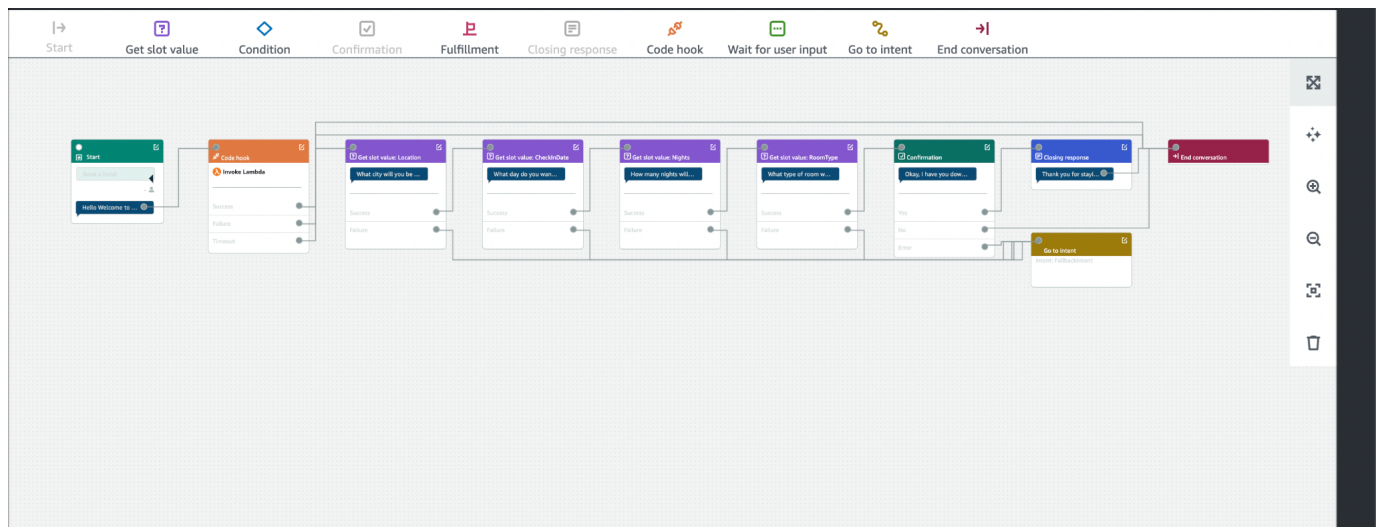 Start
Get slot value
Condition
Confirmation
Fulfillment
Closing response
Code hook
Wait for user input
Go to intent
End conversation
Start
Book a hotel
Hello Welcome to ...
Code hook
Invoke Lambda
Success
Failure
Timeout
Get slot value: Location
What city will you be ...
Success
Failure
Get slot value: CheckInDate
What day do you wan...
Success
Failure
Get slot value: Nights
How many nights will...
Success
Failure
Get slot value: RoomType
What type of room w...
Success
Failure
Confirmation
Okay, I have you dow...
Yes
No
Error
Closing response
Thank you for stayi...
Go to intent
Intent: FallbackIntent
End conversation